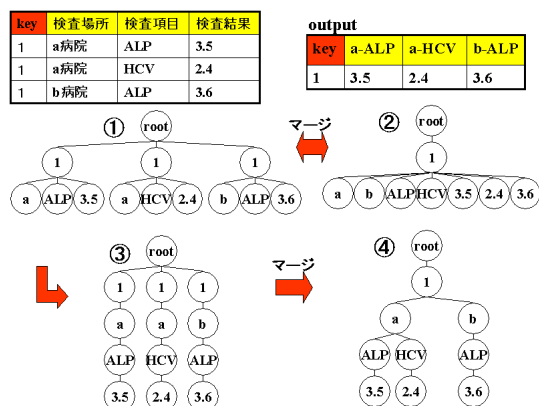 key 検査場所 検査項目 検査結果
1 a病院 ALP 3.5
1 a病院 HCV 2.4
1 b病院 ALP 3.6
output
key a-ALP a-HCV b-ALP
1 3.5 2.4 3.6
① root
1 1 1
a ALP 3.5 a HCV 2.4 b ALP 3.6
マージ
② root
1
a b ALP HCV 3.5 2.4 3.6
③ root
1 1 1
a a b
ALP HCV ALP
3.5 2.4 3.6
マージ
④ root
1
a b
ALP HCV ALP
3.5 2.4 3.6